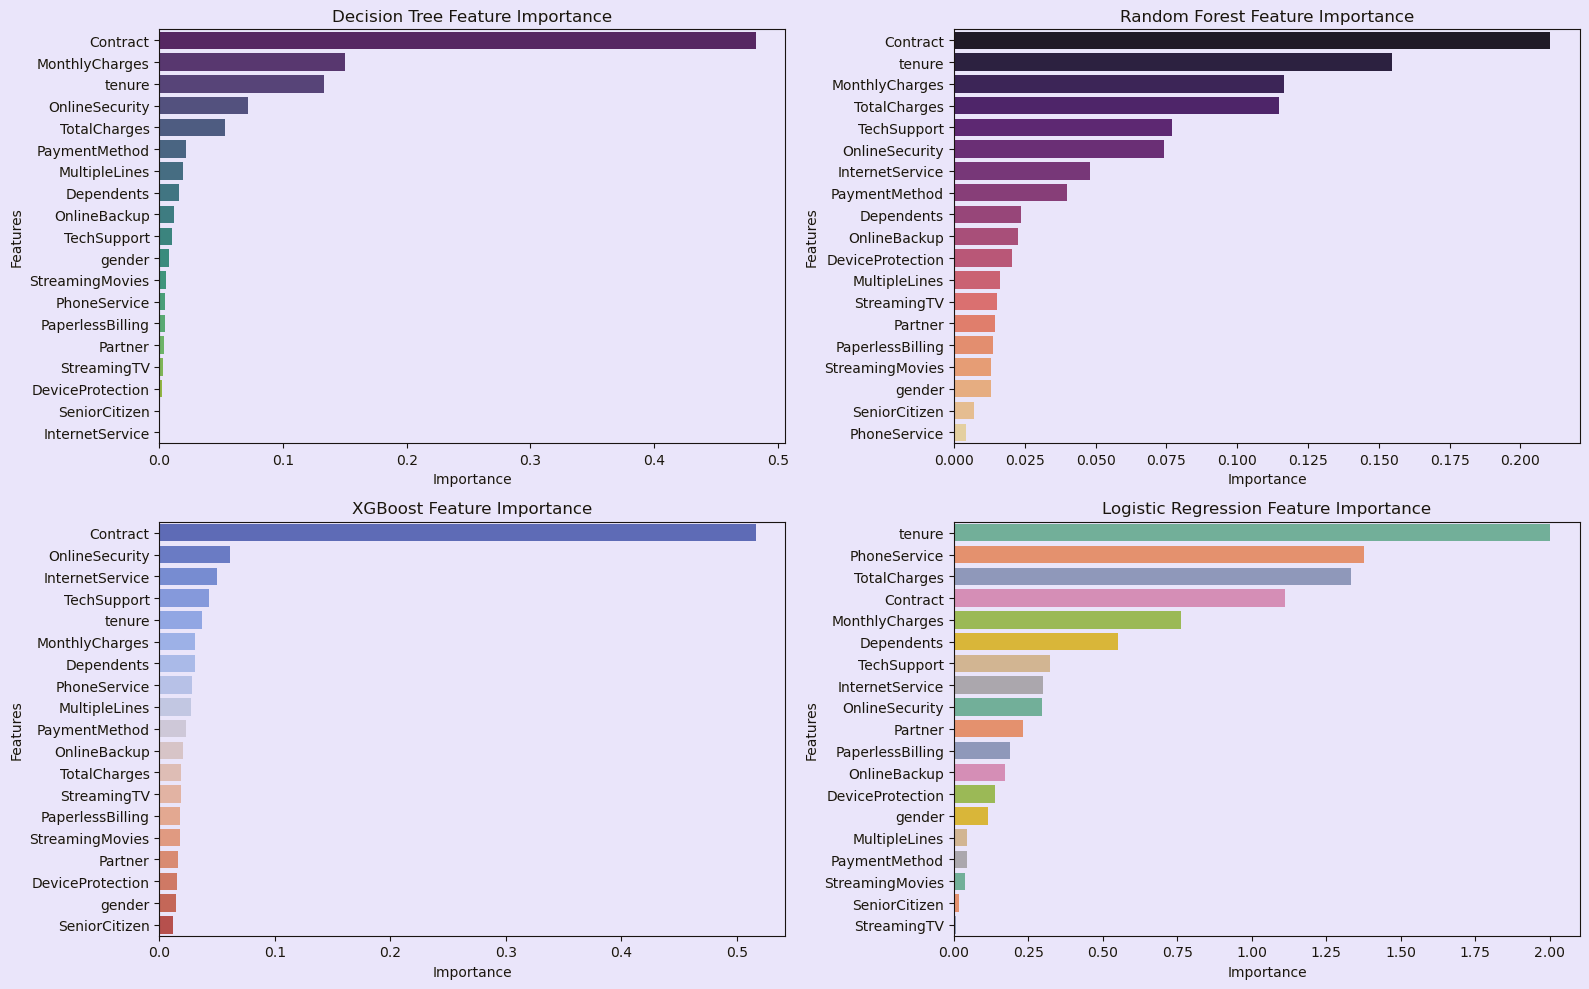 Decision Tree Feature Importance
Features
Contract
MonthlyCharges
tenure
OnlineSecurity
TotalCharges
PaymentMethod
MultipleLines
Dependents
OnlineBackup
TechSupport
gender
StreamingMovies
PhoneService
PaperlessBilling
Partner
StreamingTV
DeviceProtection
SeniorCitizen
InternetService
0.0 0.1 0.2 0.3 0.4 0.5
Importance
Random Forest Feature Importance
Features
Contract
tenure
MonthlyCharges
TotalCharges
TechSupport
OnlineSecurity
InternetService
PaymentMethod
Dependents
OnlineBackup
DeviceProtection
MultipleLines
StreamingTV
Partner
PaperlessBilling
StreamingMovies
gender
SeniorCitizen
PhoneService
0.000 0.025 0.050 0.075 0.100 0.125 0.150 0.175 0.200
Importance
XGBoost Feature Importance
Features
Contract
OnlineSecurity
InternetService
TechSupport
tenure
MonthlyCharges
Dependents
PhoneService
MultipleLines
PaymentMethod
OnlineBackup
TotalCharges
StreamingTV
PaperlessBilling
StreamingMovies
Partner
DeviceProtection
gender
SeniorCitizen
0.0 0.1 0.2 0.3 0.4 0.5
Importance
Logistic Regression Feature Importance
Features
tenure
PhoneService
TotalCharges
Contract
MonthlyCharges
Dependents
TechSupport
InternetService
OnlineSecurity
Partner
PaperlessBilling
OnlineBackup
DeviceProtection
gender
MultipleLines
PaymentMethod
StreamingMovies
SeniorCitizen
StreamingTV
0.00 0.25 0.50 0.75 1.00 1.25 1.50 1.75 2.00
Importance